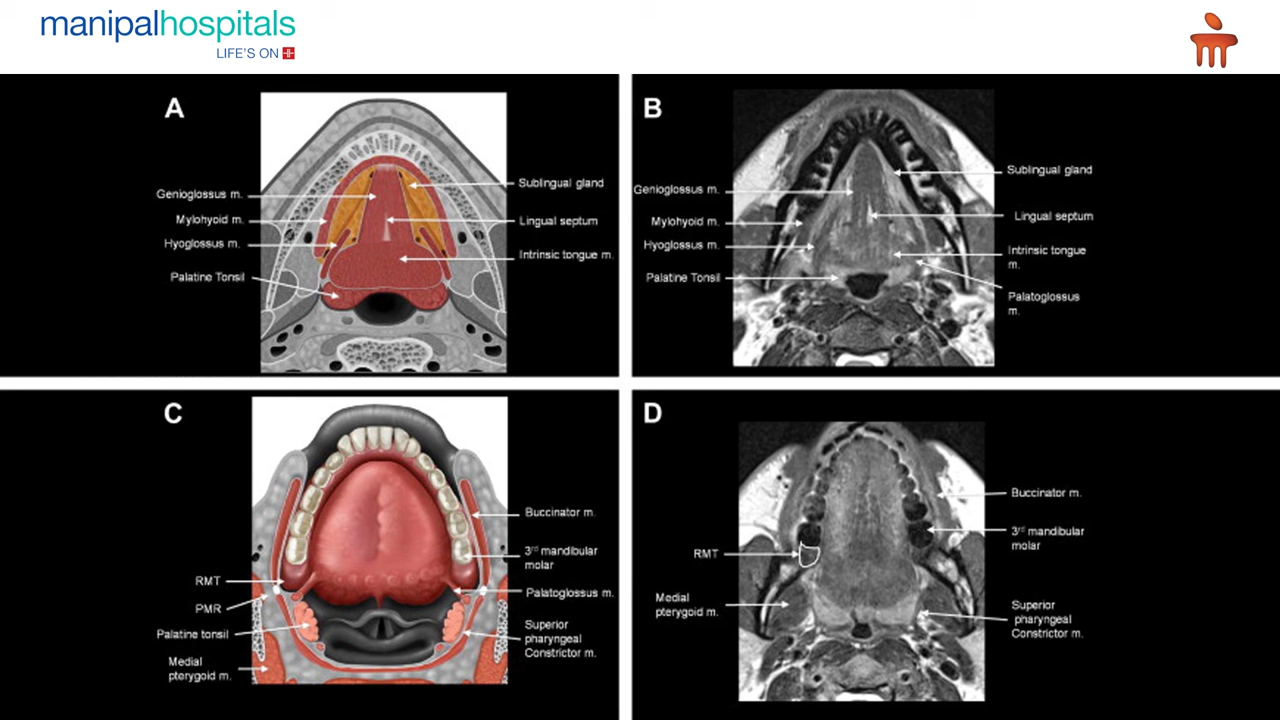 manipalhospitals
LIFE'S ON
A
Genioglossus m.
Mylohyoid m.
Hyoglossus m.
Palatine Tonsil
Sublingual gland
Lingual septum
Intrinsic tongue m.
B
Genioglossus m.
Mylohyoid m.
Hyoglossus m.
Palatine Tonsil
Sublingual gland
Lingual septum
Intrinsic tongue
m.
Palatoglossus
m.
C
RMT
PMR
Palatine tonsil
Medial
pterygoid m.
Buccinator m.
3rd mandibular
molar
Palatoglossus m.
Superior
pharyngeal
Constrictor m.
D
RMT
Medial
pterygoid m.
Buccinator m.
3rd mandibular
molar
Superior
pharyngeal
Constrictor m.